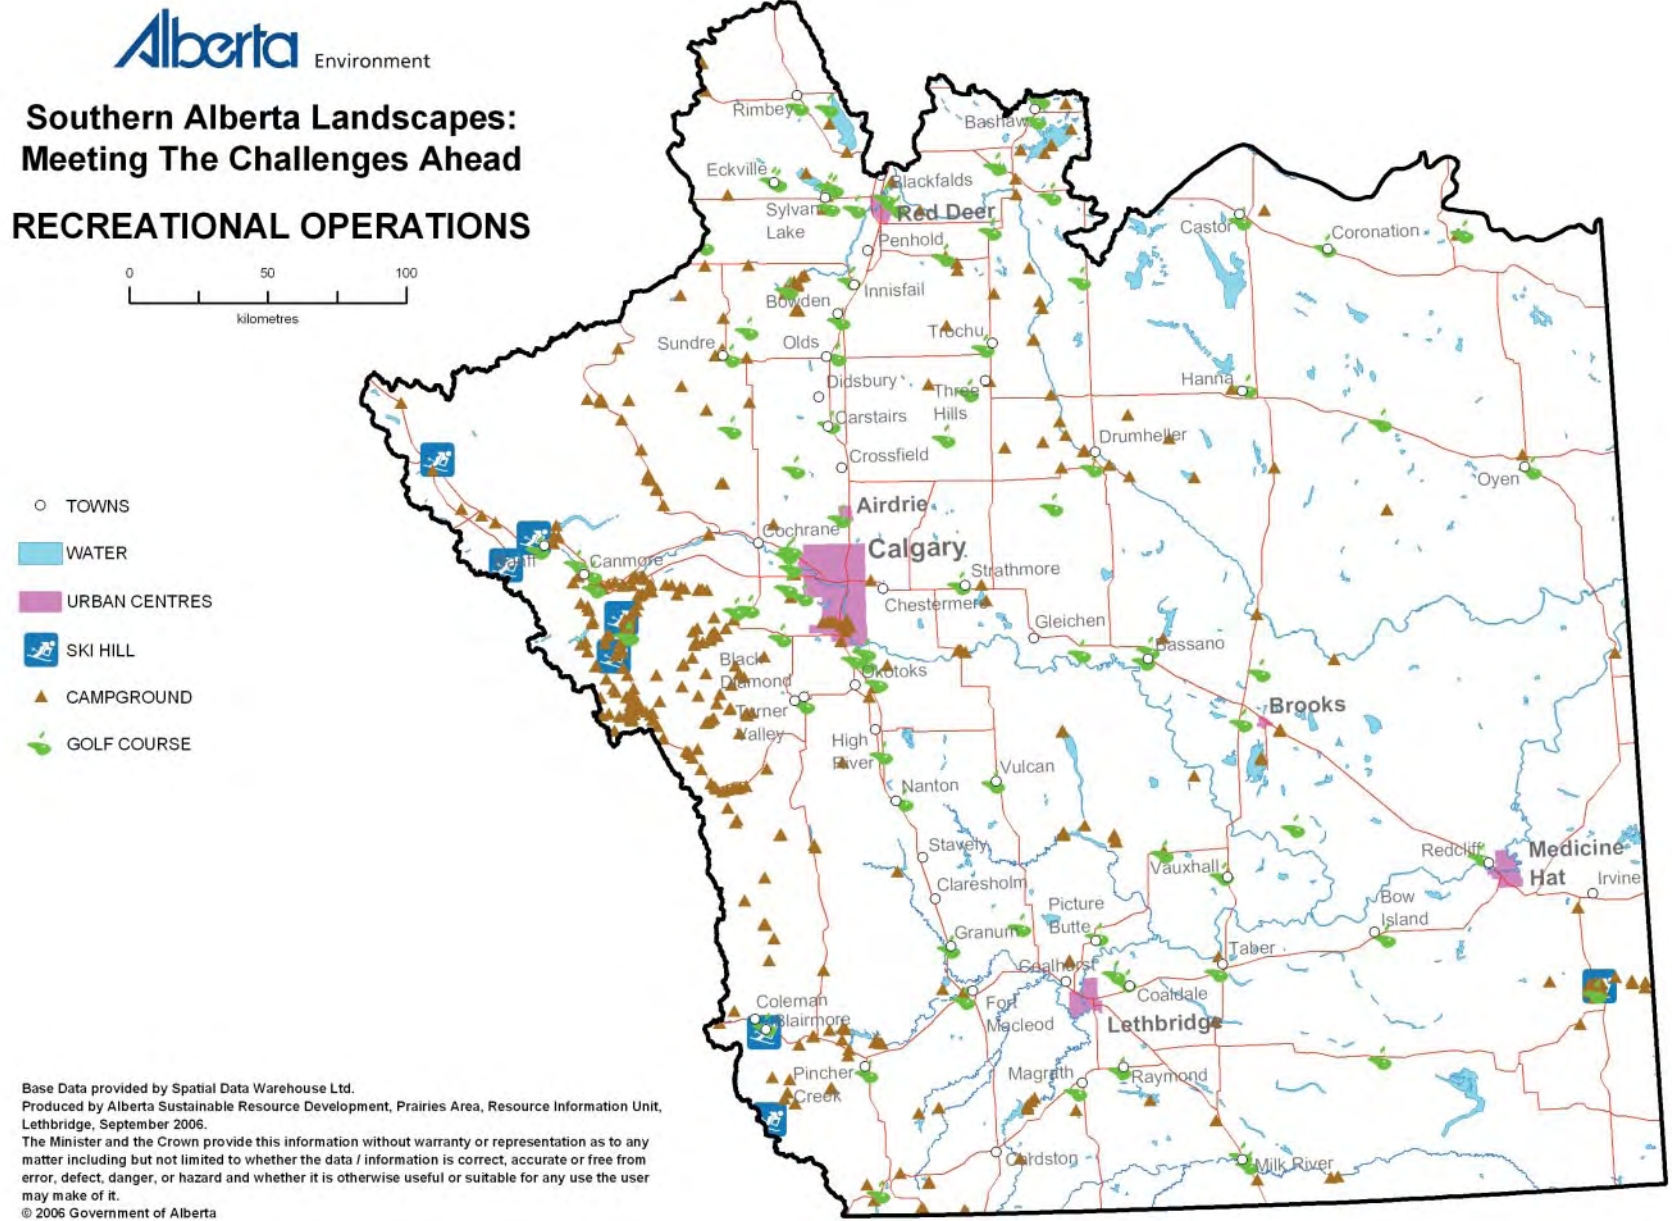 Alberta Environment
Southern Alberta Landscapes:
Meeting The Challenges Ahead
RECREATIONAL OPERATIONS
0 50 100
kilometres
TOWNS
WATER
URBAN CENTRES
SKI HILL
CAMPGROUND
GOLF COURSE
Rimbey
Bashaw
Eckville
Blackfalds
Sylvan
Lake
Red Deer
Castor
Coronation
Penhold
Innisfail
Bowden
Trochu
Sundre
Olds
Didsbury
Three
Hills
Hanna
Carstairs
Drumheller
Crossfield
Oyen
Airdrie
Cochrane
Calgary
Banff
Canmore
Strathmore
Chestermere
Gleichen
Bassano
Black
Diamond
Okotoks
Turner
Valley
Brooks
High
River
Vulcan
Nanton
Stavely
Vauxhall
Redcliff
Medicine
Hat
Irvine
Claresholm
Picture
Butte
Bow
Island
Granum
Taber
Coalhurst
Coaldale
Fort
Macleod
Lethbridge
Coleman
Blairmore
Pincher
Creek
Magrath
Raymond
Cardston
Milk River
Base Data provided by Spatial Data Warehouse Ltd.
Produced by Alberta Sustainable Resource Development, Prairies Area, Resource Information Unit,
Lethbridge, September 2006.
The Minister and the Crown provide this information without warranty or representation as to any
matter including but not limited to whether the data / information is correct, accurate or free from
error, defect, danger, or hazard and whether it is otherwise useful or suitable for any use the user
may make of it.
© 2006 Government of Alberta